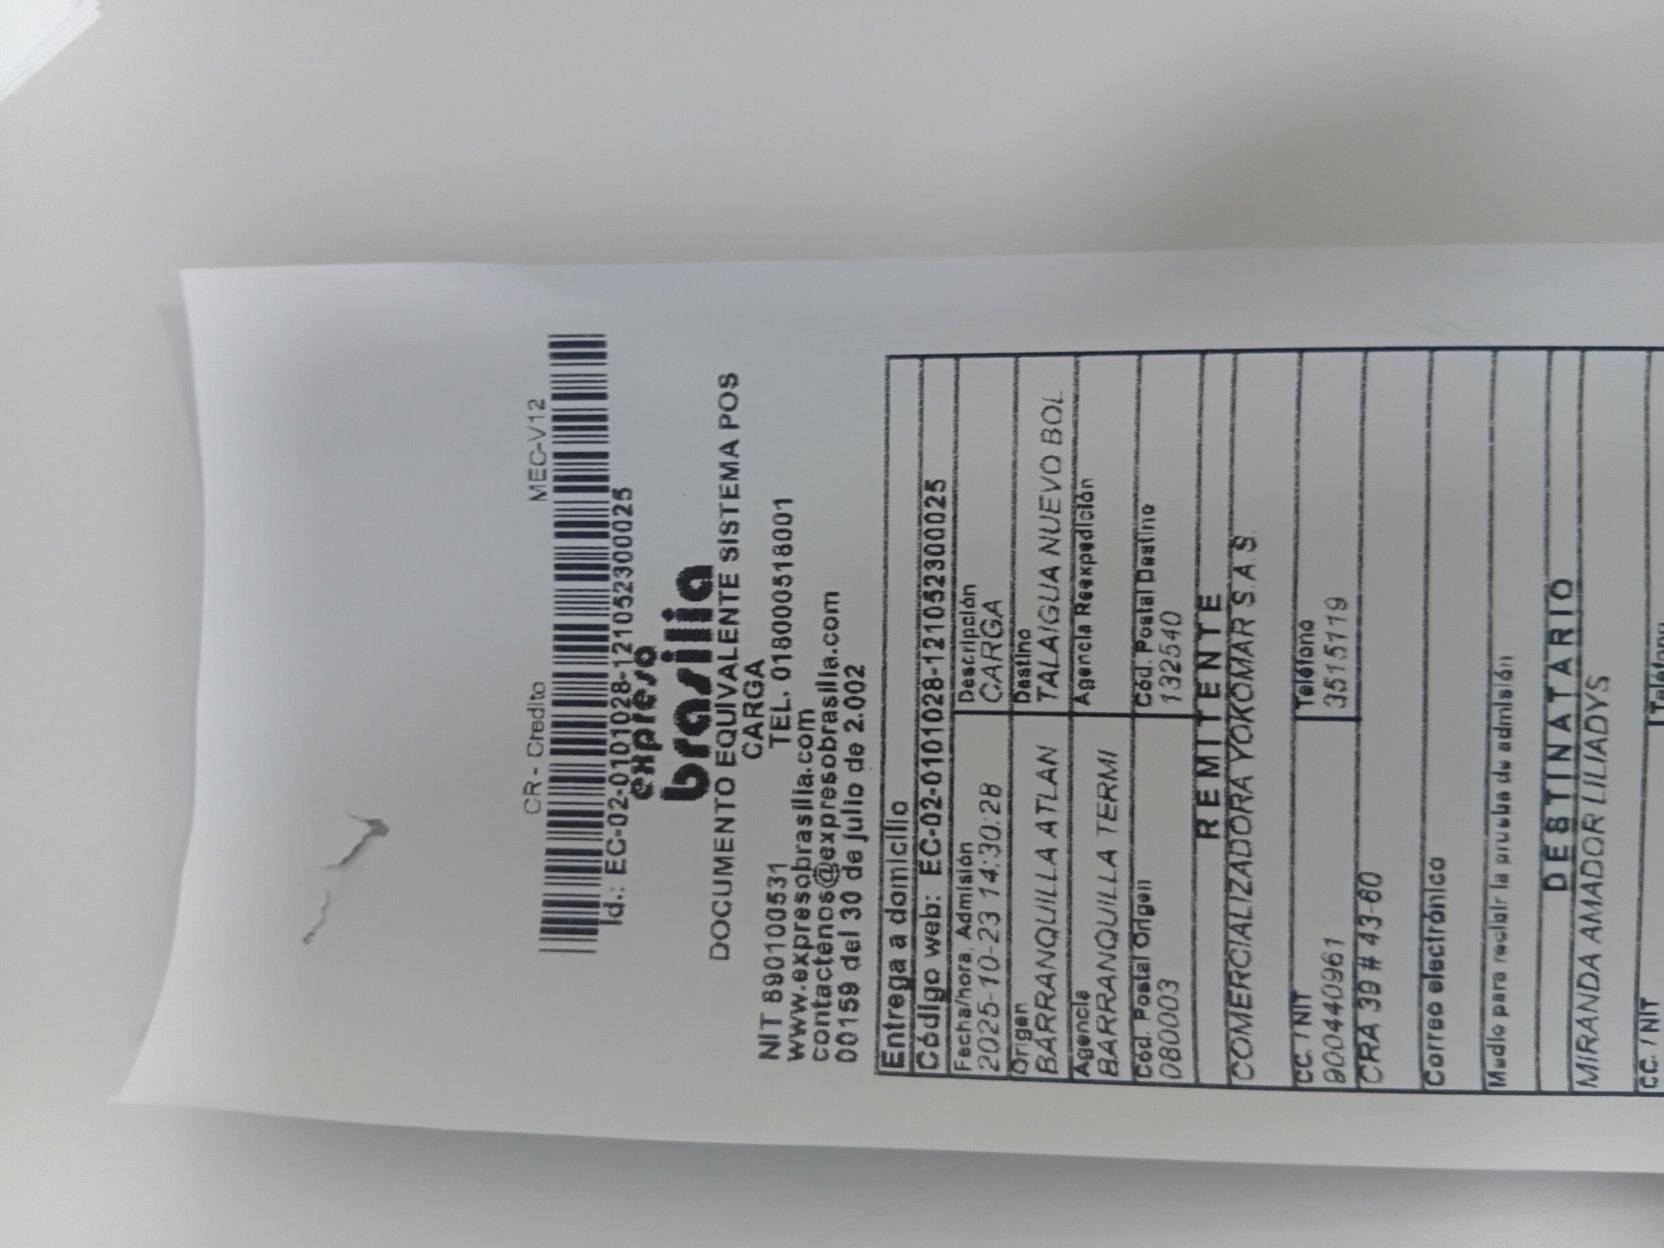 CR - Credito MEC-V12
Id.: EC-02-0101028-1210523000025
expreso
brasilia
DOCUMENTO EQUIVALENTE SISTEMA POS
CARGA
NIT 890100531 TEL. 018000518001
www.expresobrasilia.com
contactenos@expresobrasilia.com
00159 del 30 de julio de 2.002
Entrega a domicilio
Código web: EC-02-0101028-1210523000025
Fecha/hora. Admisión Descripción
2025-10-23 14:30:28 CARGA
Origen Destino
BARRANQUILLA ATLAN TALAIGUA NUEVO BOL
Agencia Agencia Reexpedición
BARRANQUILLA TERMI
Cód. Postal Origen Cód. Postal Destino
080003 132540
REMITENTE
COMERCIALIZADORA YOKOMAR S.A.S.
CC. / NIT Teléfono
900440961 3515119
CRA 39 # 43-60
Correo electrónico
Medio para recibir la prueba de admisión
DESTINATARIO
MIRANDA AMADOR LILIADYS
CC. / NIT